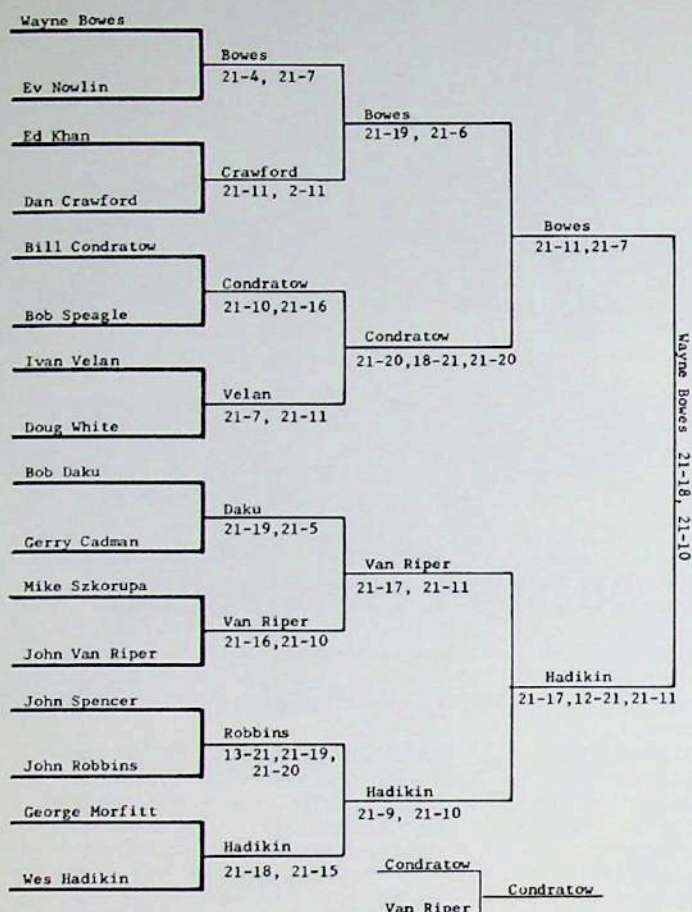 Wayne Bowes
Ev Nowlin
Ed Khan
Dan Crawford
Bill Condratow
Bob Speagle
Ivan Velan
Doug White
Bob Daku
Gerry Cadman
Mike Szkorupa
John Van Riper
John Spencer
John Robbins
George Morfitt
Wes Hadikin
Bowes
21-4, 21-7
Crawford
21-11, 2-11
Condratow
21-10,21-16
Velan
21-7, 21-11
Daku
21-19,21-5
Van Riper
21-16,21-10
Robbins
13-21,21-19,
21-20
Hadikin
21-18, 21-15
Bowes
21-19, 21-6
Condratow
21-20,18-21,21-20
Van Riper
21-17, 21-11
Hadikin
21-9, 21-10
Bowes
21-11,21-7
Hadikin
21-17,12-21,21-11
Wayne Bowes 21-18, 21-10
Condratow
Van Riper
Condratow